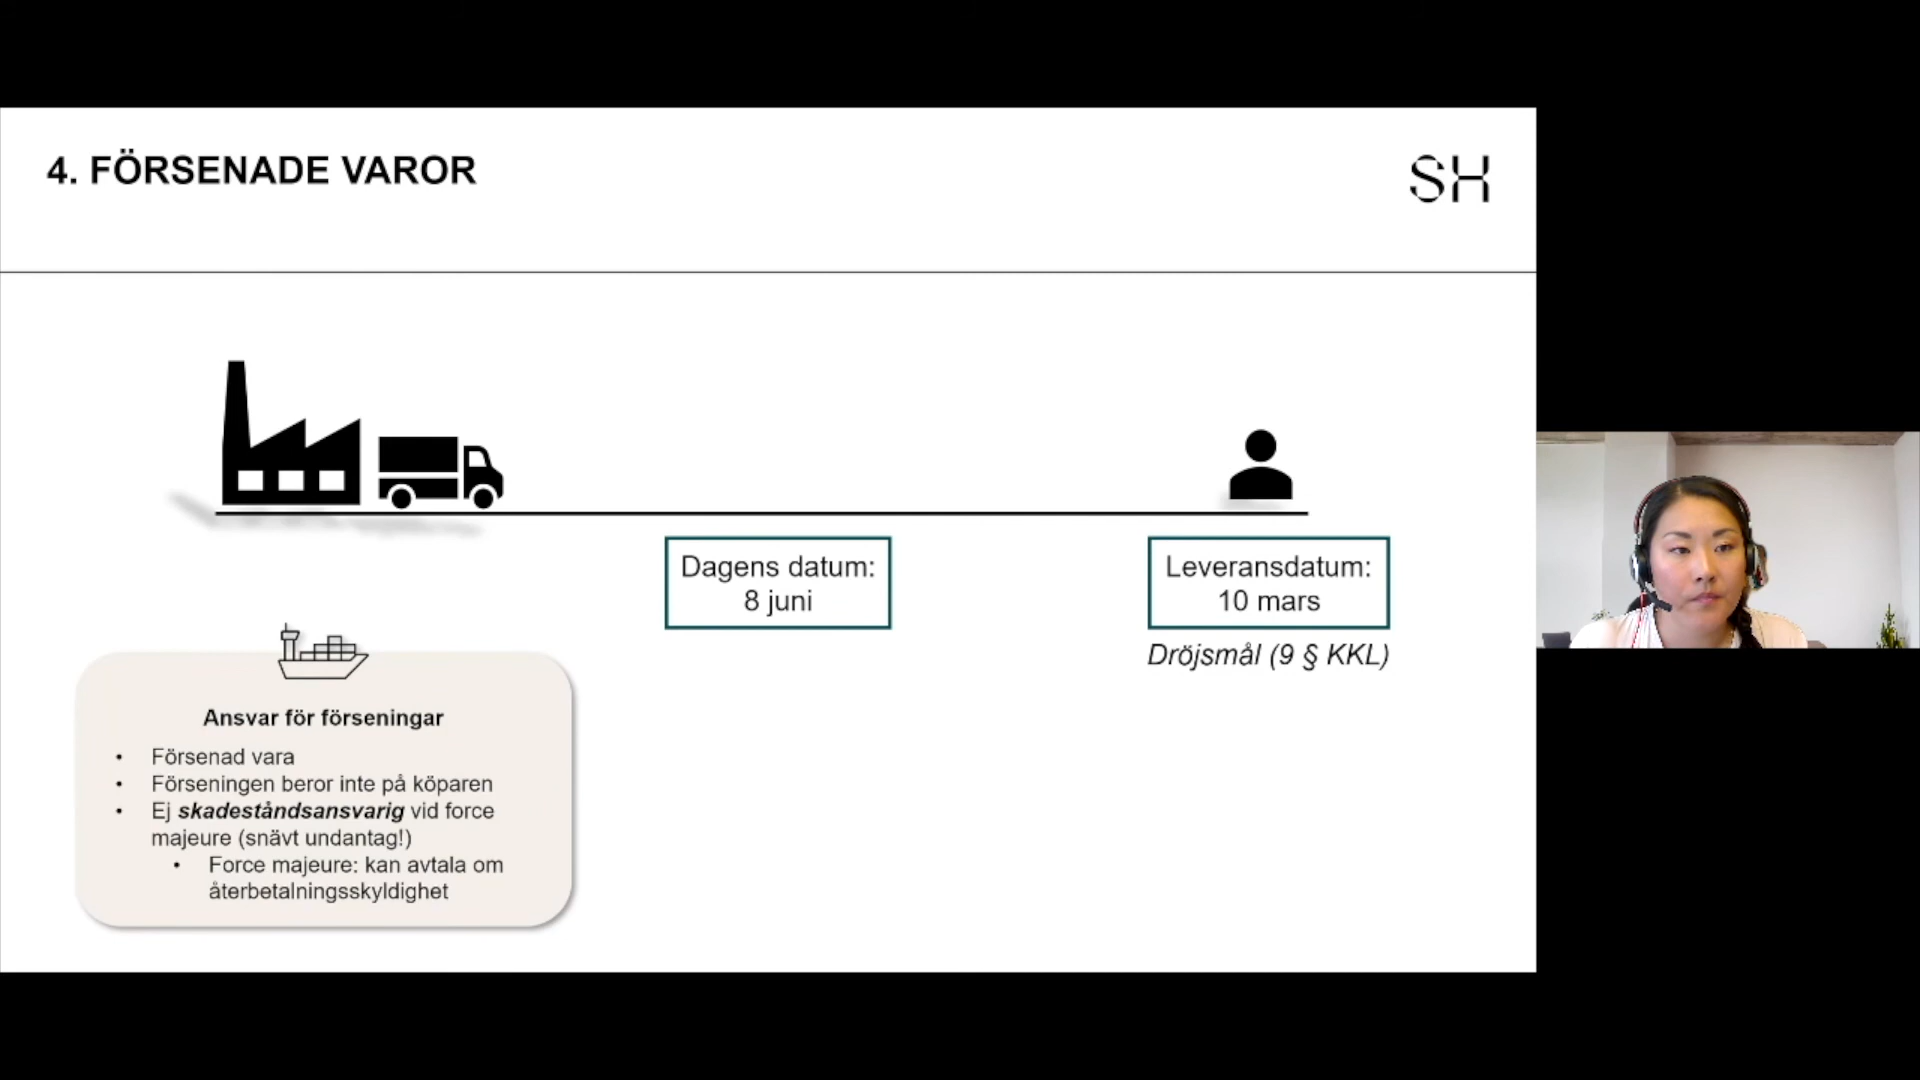 4. FÖRSENADE VAROR
SH
Dagens datum:
8 juni
Leveransdatum:
10 mars
Dröjsmål (9 § KKL)
Ansvar för förseningar
• Försenad vara
• Förseningen beror inte på köparen
• Ej skadeståndsansvarig vid force
majeure (snävt undantag!)
• Force majeure: kan avtala om
återbetalningsskyldighet